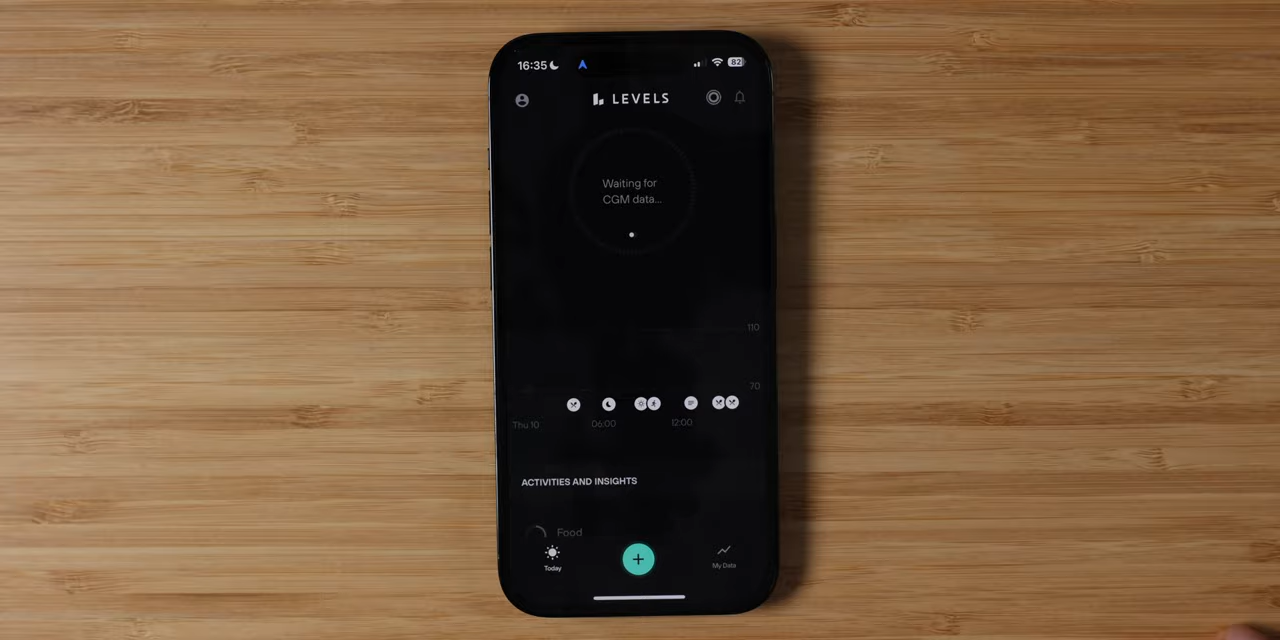 16:35
82
LEVELS
Waiting for
CGM data...
110
70
Thu 10
06:00
12:00
ACTIVITIES AND INSIGHTS
Food
Today
My Data